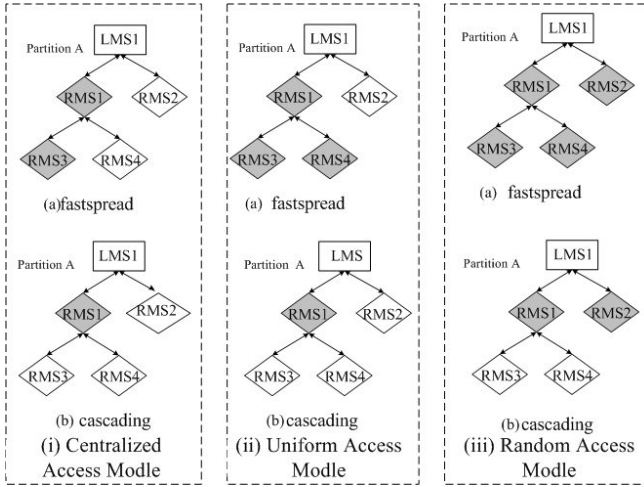 LMS1
Partition A
RMS1
RMS2
RMS3
RMS4
(a)fastspread
LMS1
Partition A
RMS1
RMS2
RMS3
RMS4
(b) cascading
(i) Centralized
Access Modle
LMS1
Partition A
RMS1
RMS2
RMS3
RMS4
(a) fastspread
LMS
Partition A
RMS1
RMS2
RMS3
RMS4
(b)cascading
(ii) Uniform Access
Modle
LMS1
Partition A
RMS1
RMS2
RMS3
RMS4
(a) fastspread
LMS1
Partition A
RMS1
RMS2
RMS3
RMS4
(b)cascading
(iii) Random Access
Modle